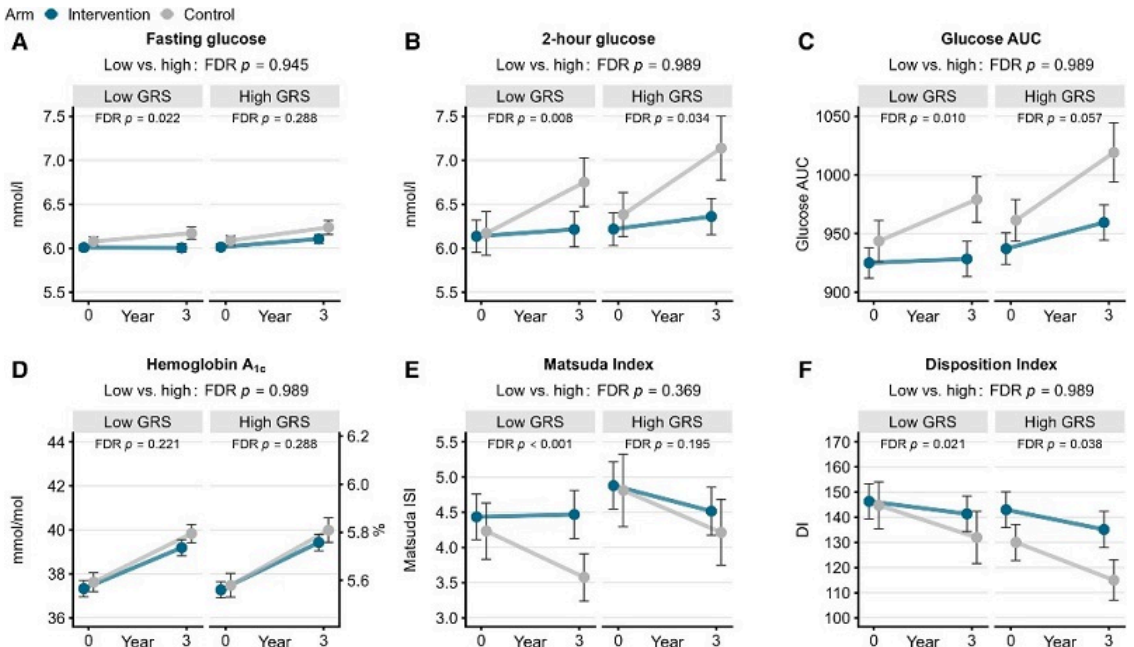 Arm Intervention Control
A Fasting glucose
Low vs. high: FDR p = 0.945
Low GRS High GRS
FDR p = 0.022 FDR p = 0.288
7.5
7.0
6.5
6.0
5.5
mmol/l
0 Year 3 0 Year 3
B 2-hour glucose
Low vs. high: FDR p = 0.989
Low GRS High GRS
FDR p = 0.008 FDR p = 0.034
7.5
7.0
6.5
6.0
5.5
mmol/l
0 Year 3 0 Year 3
C Glucose AUC
Low vs. high: FDR p = 0.989
Low GRS High GRS
FDR p = 0.010 FDR p = 0.057
1050
1000
950
900
Glucose AUC
0 Year 3 0 Year 3
D Hemoglobin A1c
Low vs. high: FDR p = 0.989
Low GRS High GRS
FDR p = 0.221 FDR p = 0.288
44
42
40
38
36
mmol/mol
6.2
6.0
5.8
5.6
%
0 Year 3 0 Year 3
E Matsuda Index
Low vs. high: FDR p = 0.369
Low GRS High GRS
FDR p < 0.001 FDR p = 0.195
5.5
5.0
4.5
4.0
3.5
3.0
Matsuda ISI
0 Year 3 0 Year 3
F Disposition Index
Low vs. high: FDR p = 0.989
Low GRS High GRS
FDR p = 0.021 FDR p = 0.038
170
160
150
140
130
120
110
100
DI
0 Year 3 0 Year 3